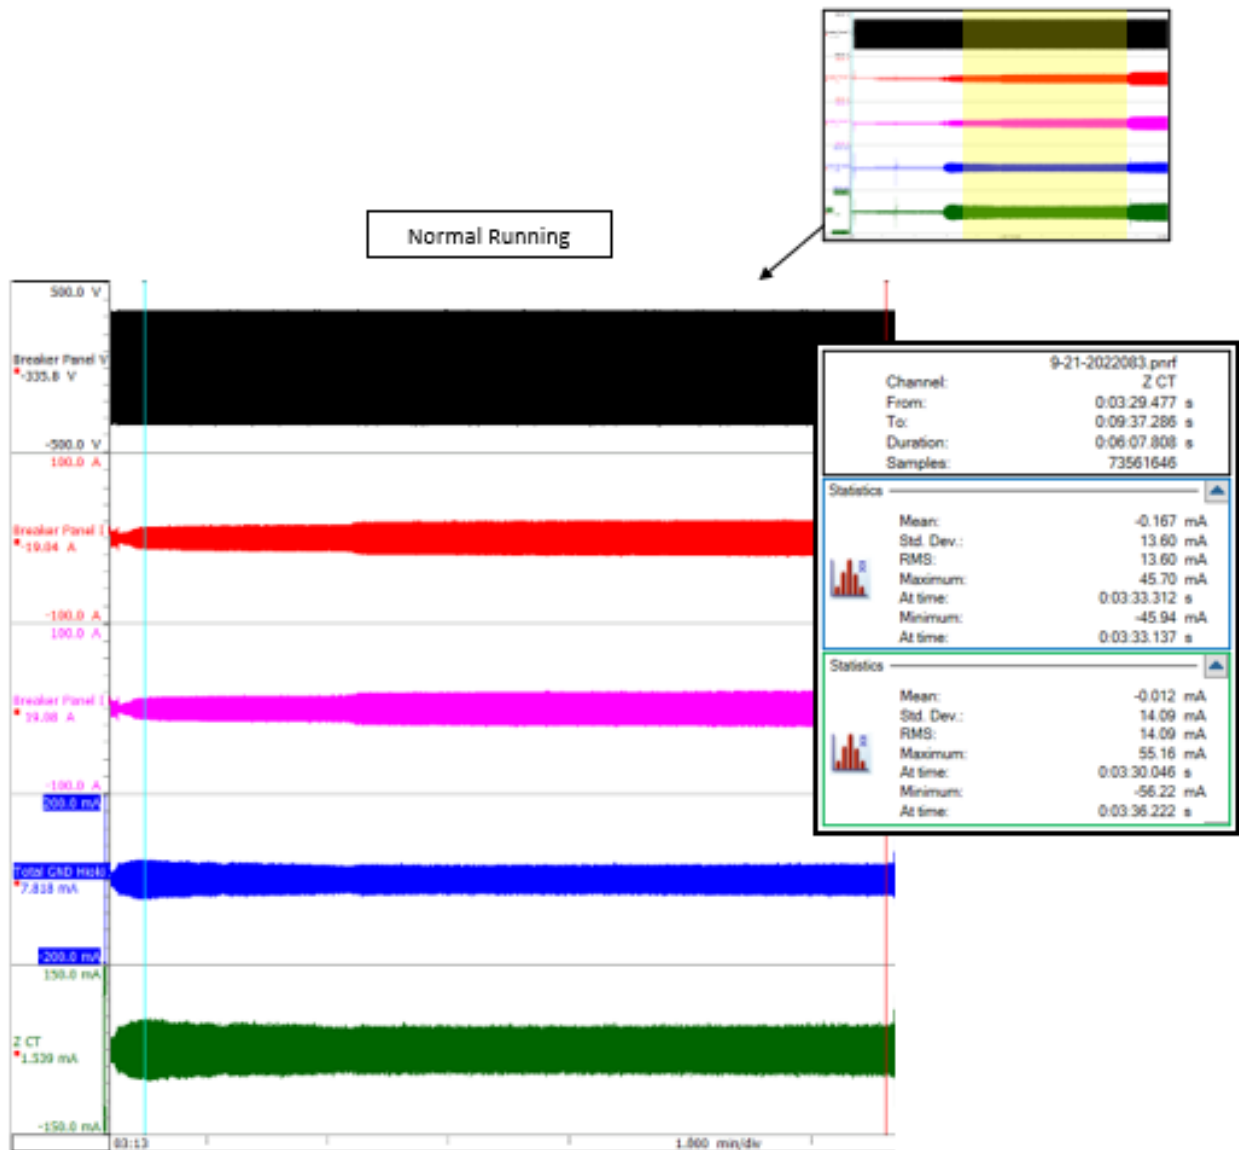 Normal Running
500.0 V
Breaker Panel V
-335.8 V
-500.0 V
100.0 A
Breaker Panel I
-19.04 A
-100.0 A
100.0 A
Breaker Panel I
19.08 A
-100.0 A
200.0 mA
Total GND
7.818 mA
-200.0 mA
150.0 mA
Z CT
1.539 mA
-150.0 mA
03:13
1.000 min/div
9-21-2022083.pnrf
Channel: Z CT
From: 0:03:29.477 s
To: 0:09:37.286 s
Duration: 0:06:07.808 s
Samples: 73561646
Statistics
Mean: -0.167 mA
Std. Dev.: 13.60 mA
RMS: 13.60 mA
Maximum: 45.70 mA
At time: 0:03:33.312 s
Minimum: -45.94 mA
At time: 0:03:33.137 s
Statistics
Mean: -0.012 mA
Std. Dev.: 14.09 mA
RMS: 14.09 mA
Maximum: 55.16 mA
At time: 0:03:30.046 s
Minimum: -56.22 mA
At time: 0:03:36.222 s